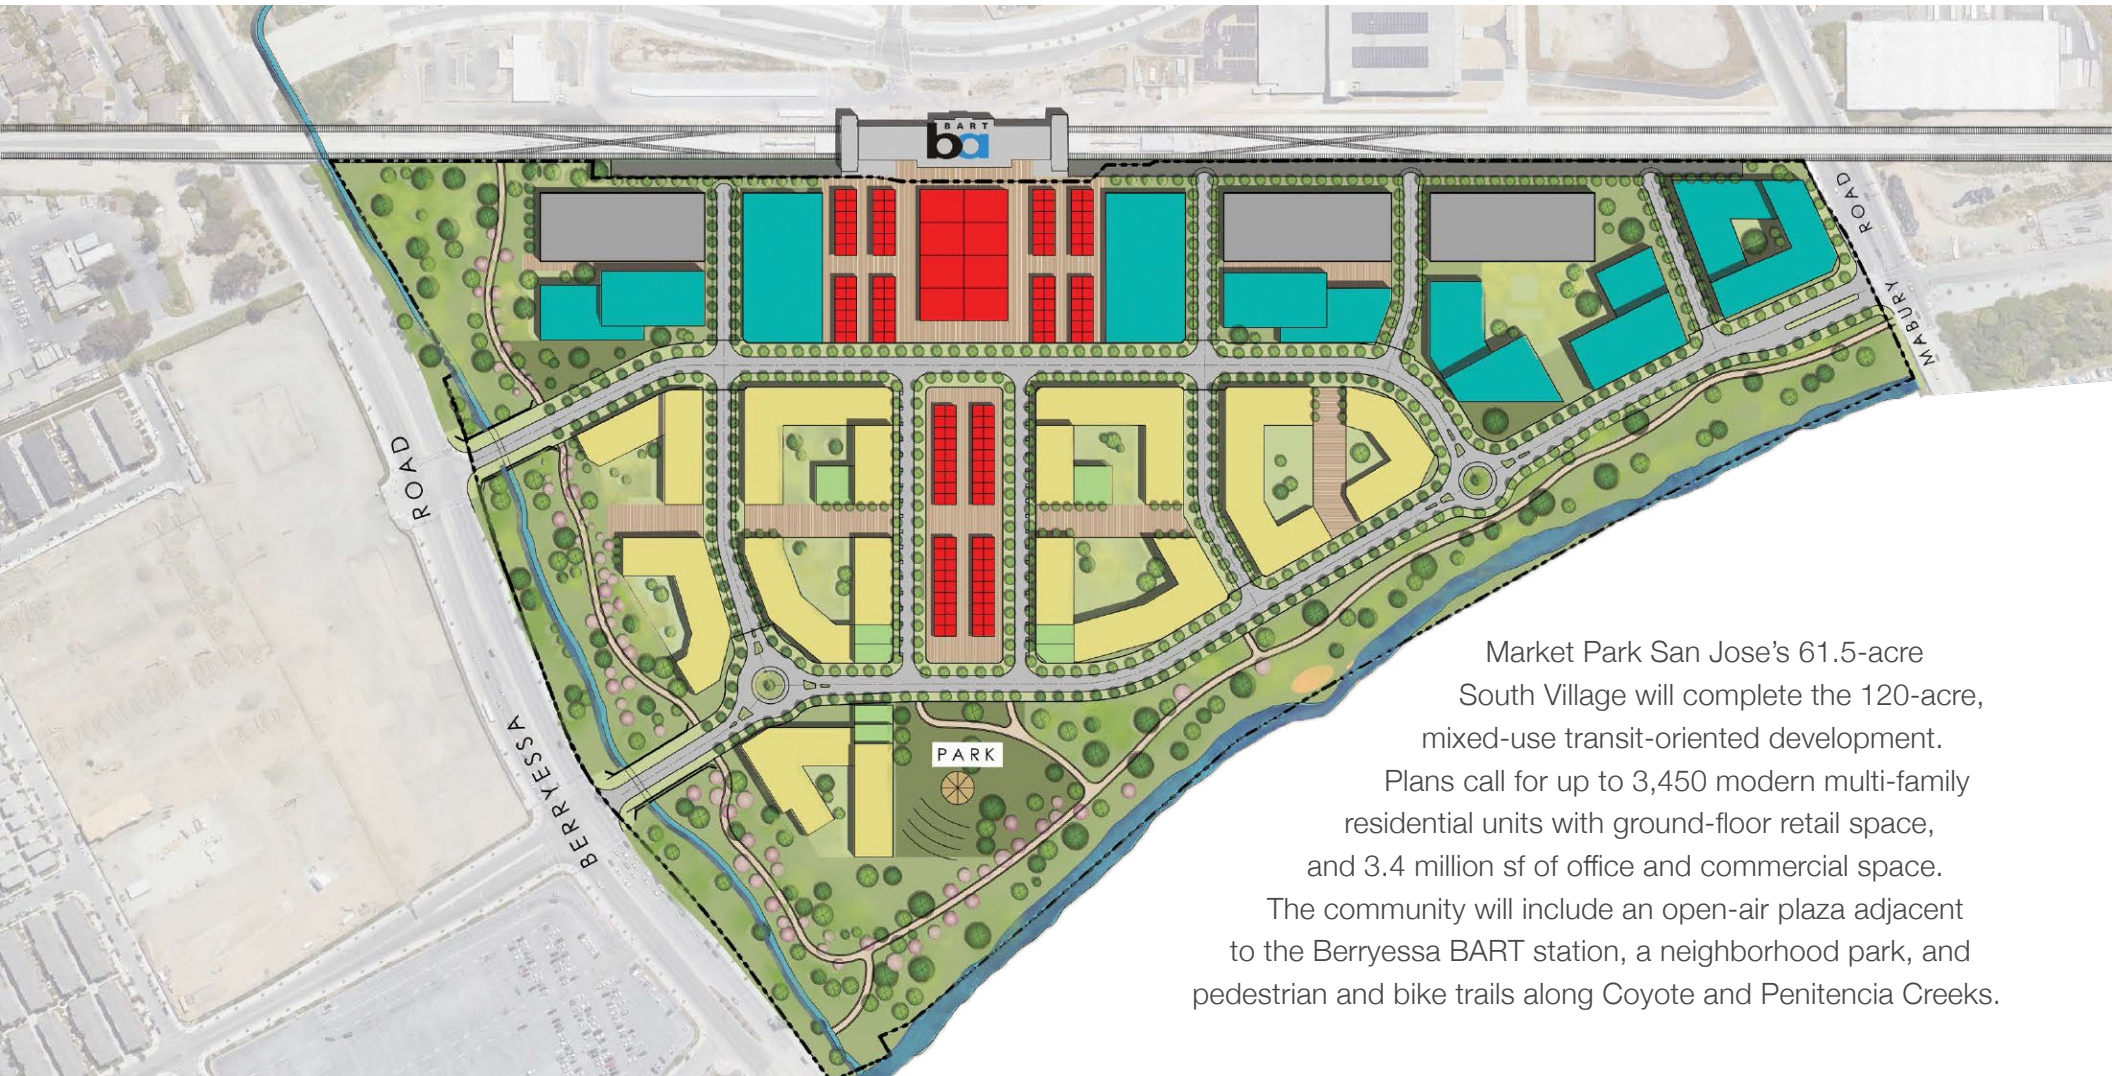 BART
ba
ROAD
MABURY
ROAD
BERRYESSA
PARK
Market Park San Jose’s 61.5-acre
South Village will complete the 120-acre,
mixed-use transit-oriented development.
Plans call for up to 3,450 modern multi-family
residential units with ground-floor retail space,
and 3.4 million sf of office and commercial space.
The community will include an open-air plaza adjacent
to the Berryessa BART station, a neighborhood park, and
pedestrian and bike trails along Coyote and Penitencia Creeks.